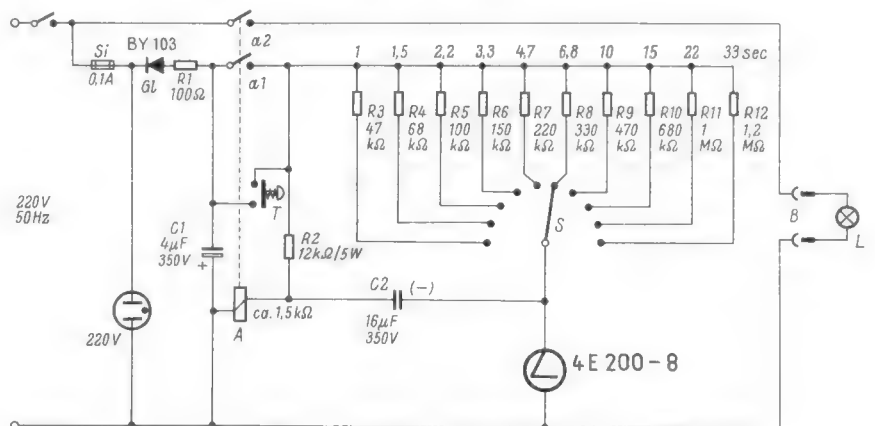 a2
1 1,5 2,2 3,3 4,7 6,8 10 15 22 33 sec
Si
0,1A
BY 103
Gl
R1
100Ω
a1
R3
47
kΩ
R4
68
kΩ
R5
100
kΩ
R6
150
kΩ
R7
220
kΩ
R8
330
kΩ
R9
470
kΩ
R10
680
kΩ
R11
1
MΩ
R12
1,2
MΩ
220V
50Hz
T
S
B
L
C1
4µF
350V
+
R2
12kΩ/5W
C2
(–)
16µF
350V
A
ca. 1,5kΩ
220V
4E200-8